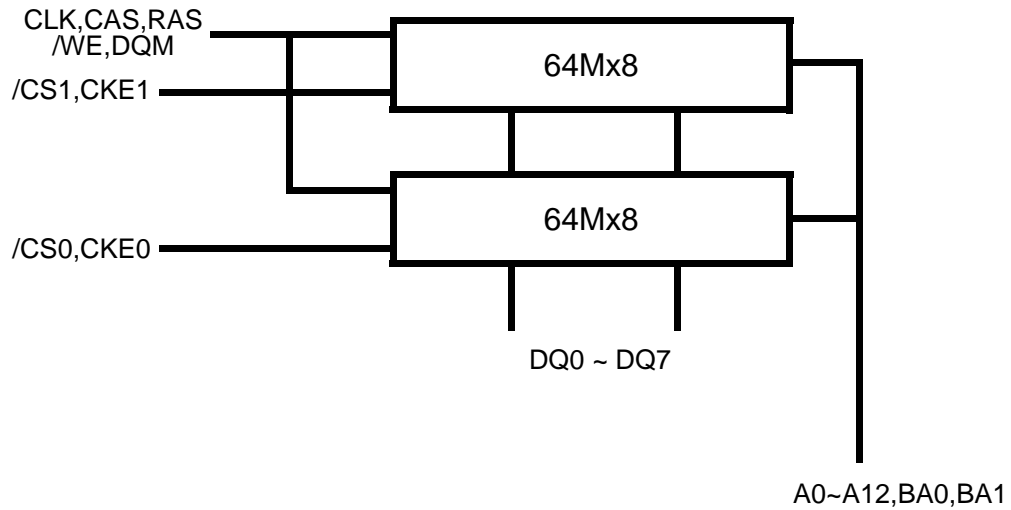 CLK,CAS,RAS
/WE,DQM
64Mx8
/CS1,CKE1
64Mx8
/CS0,CKE0
DQ0 ~ DQ7
A0~A12,BA0,BA1